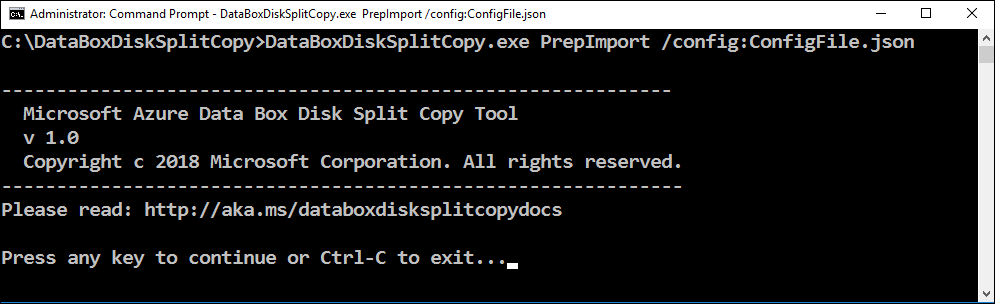 Administrator: Command Prompt - DataBoxDiskSplitCopy.exe  PrepImport /config:ConfigFile.json
C:\DataBoxDiskSplitCopy>DataBoxDiskSplitCopy.exe PrepImport /config:ConfigFile.json
-------------------------------------------------------------
Microsoft Azure Data Box Disk Split Copy Tool
v 1.0
Copyright c 2018 Microsoft Corporation. All rights reserved.
--------------------------------------------------------------
Please read: http://aka.ms/databoxdisksplitcopydocs
Press any key to continue or Ctrl-C to exit...